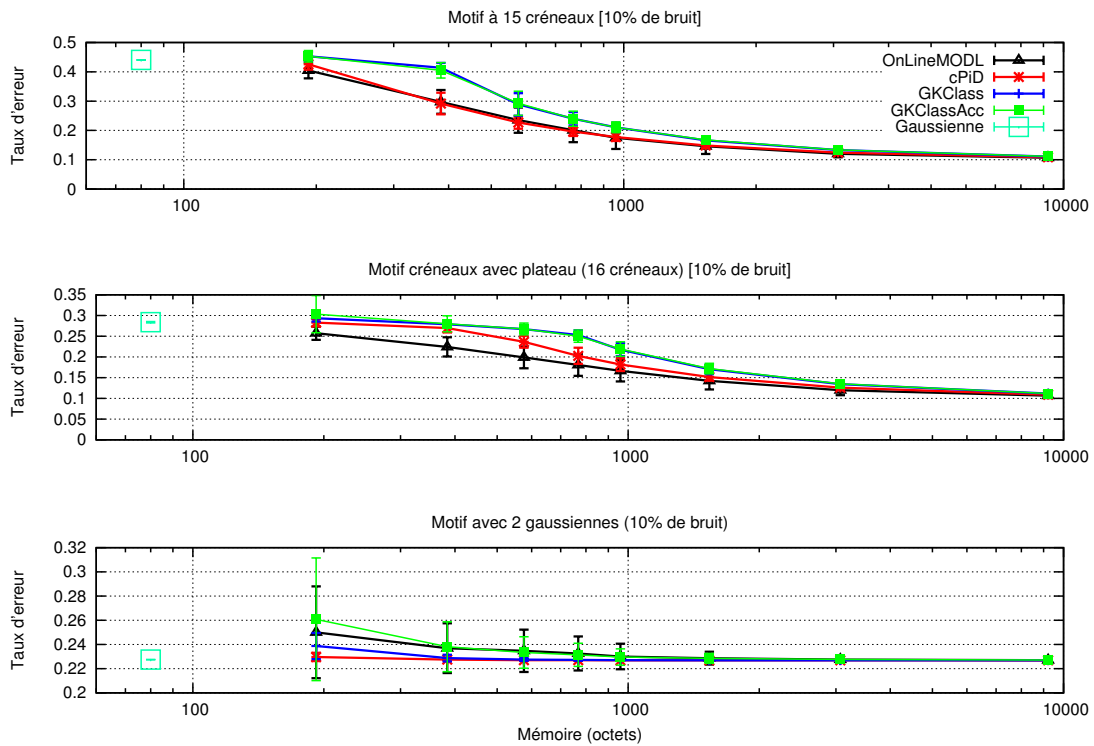 Motif à 15 créneaux [10% de bruit]
Taux d'erreur
0.5
0.4
0.3
0.2
0.1
0
100
1000
10000
OnLineMODL
cPiD
GKClass
GKClassAcc
Gaussienne
Motif créneaux avec plateau (16 créneaux) [10% de bruit]
Taux d'erreur
0.35
0.3
0.25
0.2
0.15
0.1
0.05
0
100
1000
10000
Motif avec 2 gaussiennes (10% de bruit)
Taux d'erreur
0.32
0.3
0.28
0.26
0.24
0.22
0.2
100
1000
10000
Mémoire (octets)